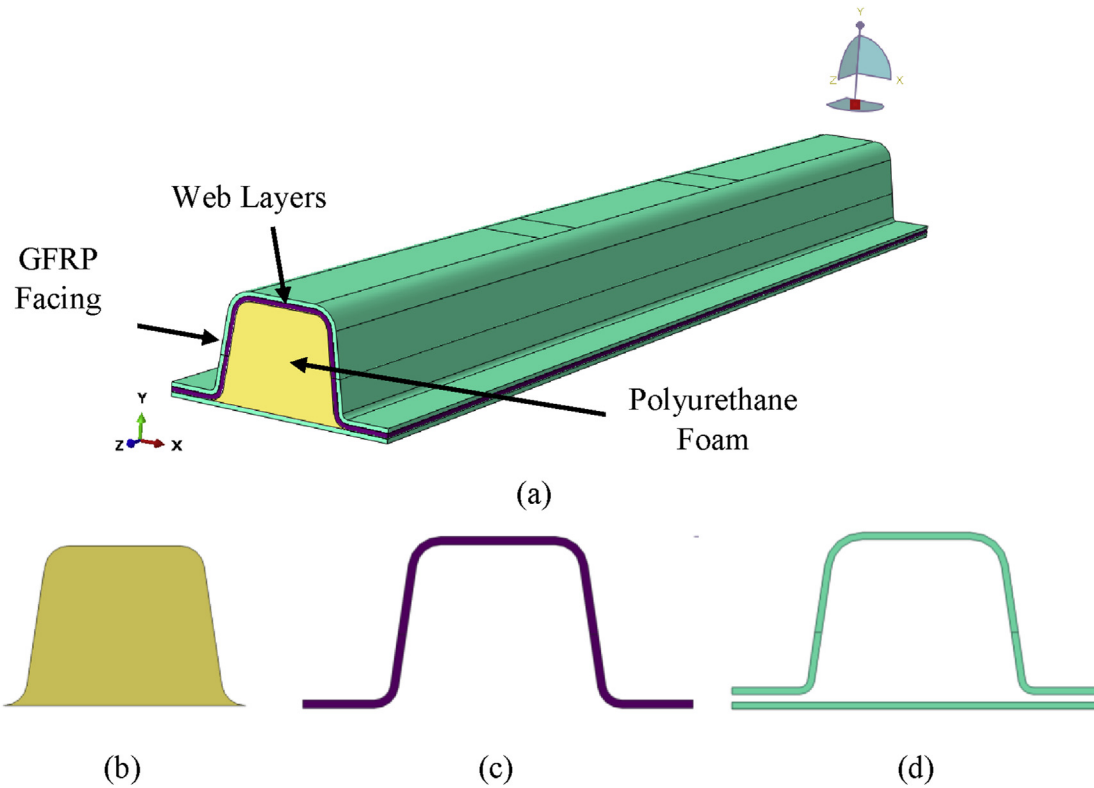 Y
Z
X
Web Layers
GFRP
Facing
Polyurethane
Foam
Y
Z
X
(a)
(b)
(c)
(d)